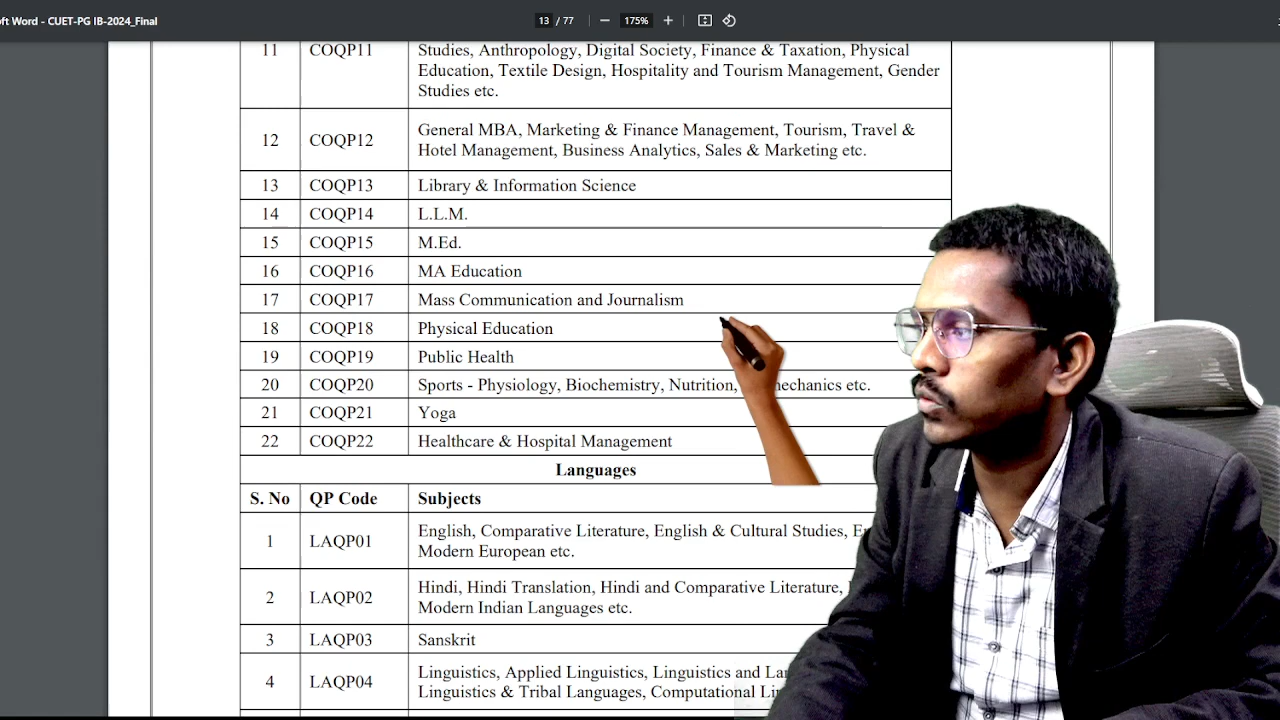 oft Word - CUET-PG IB-2024_Final
13 / 77
175%
11 COQP11 Studies, Anthropology, Digital Society, Finance & Taxation, Physical
Education, Textile Design, Hospitality and Tourism Management, Gender
Studies etc.
12 COQP12 General MBA, Marketing & Finance Management, Tourism, Travel &
Hotel Management, Business Analytics, Sales & Marketing etc.
13 COQP13 Library & Information Science
14 COQP14 L.L.M.
15 COQP15 M.Ed.
16 COQP16 MA Education
17 COQP17 Mass Communication and Journalism
18 COQP18 Physical Education
19 COQP19 Public Health
20 COQP20 Sports - Physiology, Biochemistry, Nutrition, mechanics etc.
21 COQP21 Yoga
22 COQP22 Healthcare & Hospital Management
Languages
S. No QP Code Subjects
1 LAQP01 English, Comparative Literature, English & Cultural Studies,
Modern European etc.
2 LAQP02 Hindi, Hindi Translation, Hindi and Comparative Literature,
Modern Indian Languages etc.
3 LAQP03 Sanskrit
4 LAQP04 Linguistics, Applied Linguistics, Linguistics and
Linguistics & Tribal Languages, Computational